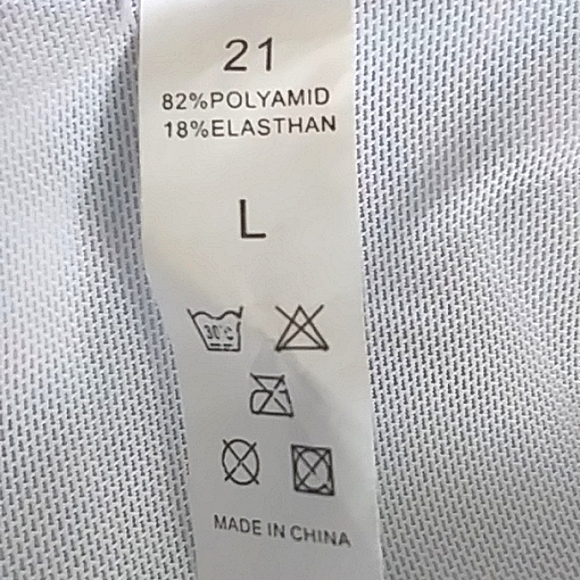 21
82%POLYAMID
18%ELASTHAN
L
30°C
MADE IN CHINA